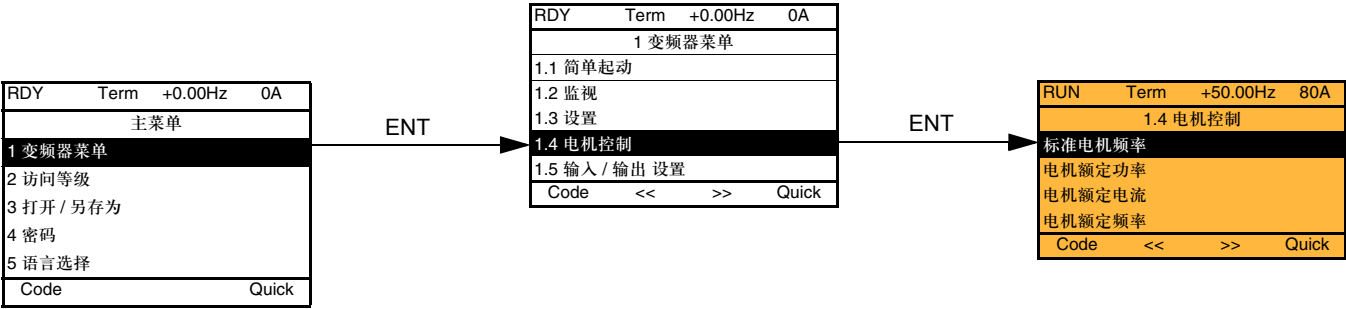 RDY Term +0.00Hz 0A
主菜单
1 变频器菜单
2 访问等级
3 打开 / 另存为
4 密码
5 语言选择
Code Quick
ENT
RDY Term +0.00Hz 0A
1 变频器菜单
1.1 简单起动
1.2 监视
1.3 设置
1.4 电机控制
1.5 输入 / 输出 设置
Code << >> Quick
ENT
RUN Term +50.00Hz 80A
1.4 电机控制
标准电机频率
电机额定功率
电机额定电流
电机额定频率
Code << >> Quick